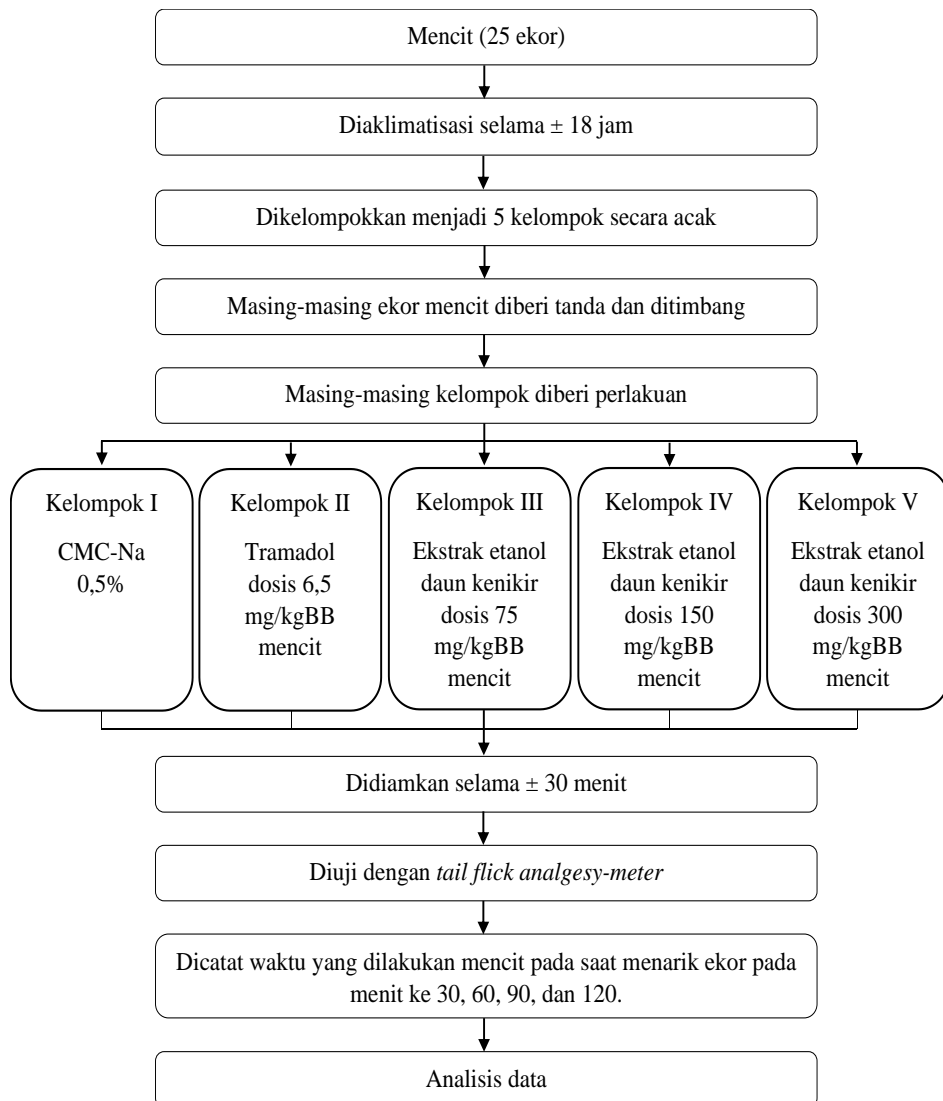 Mencit (25 ekor)
Diaklimatisasi selama ± 18 jam
Dikelompokkan menjadi 5 kelompok secara acak
Masing-masing ekor mencit diberi tanda dan ditimbang
Masing-masing kelompok diberi perlakuan
Kelompok I
CMC-Na
0,5%
Kelompok II
Tramadol
dosis 6,5
mg/kgBB
mencit
Kelompok III
Ekstrak etanol
daun kenikir
dosis 75
mg/kgBB
mencit
Kelompok IV
Ekstrak etanol
daun kenikir
dosis 150
mg/kgBB
mencit
Kelompok V
Ekstrak etanol
daun kenikir
dosis 300
mg/kgBB
mencit
Didiamkan selama ± 30 menit
Diuji dengan tail flick analgesy-meter
Dicatat waktu yang dilakukan mencit pada saat menarik ekor pada
menit ke 30, 60, 90, dan 120.
Analisis data